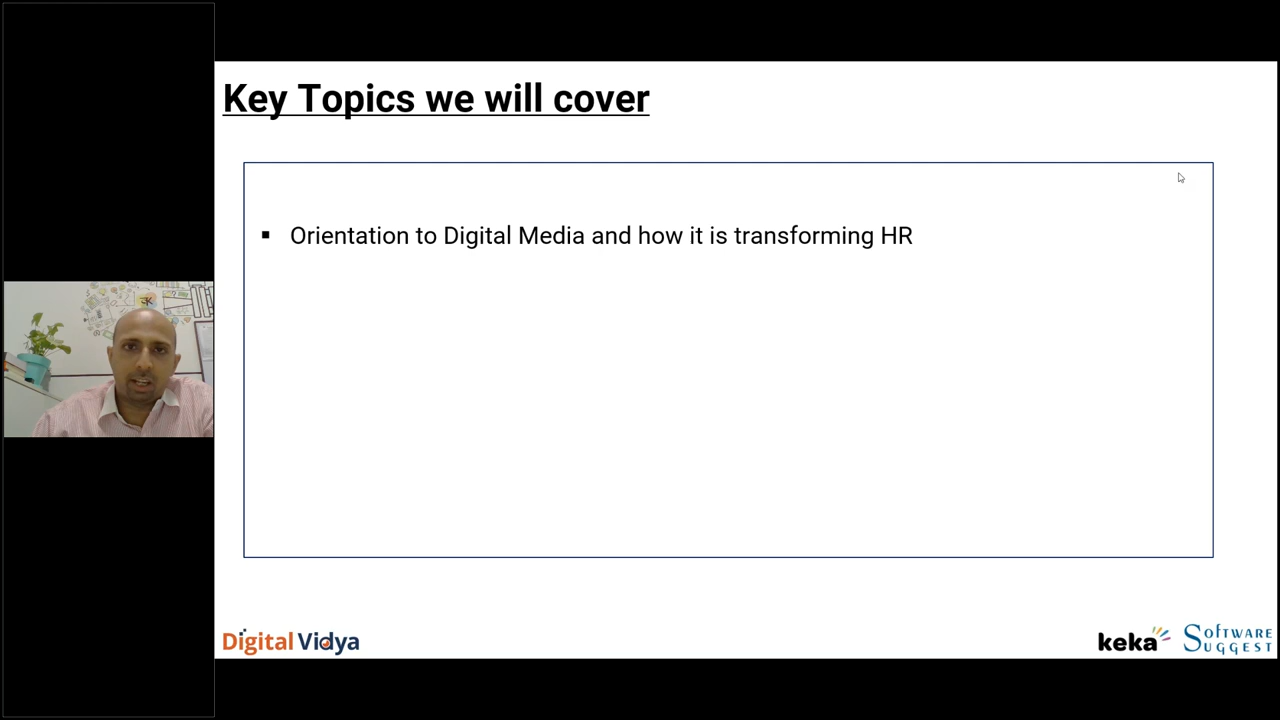 Key Topics we will cover
▪ Orientation to Digital Media and how it is transforming HR
Digital Vidya
keka
SOFTWARE
SUGGEST